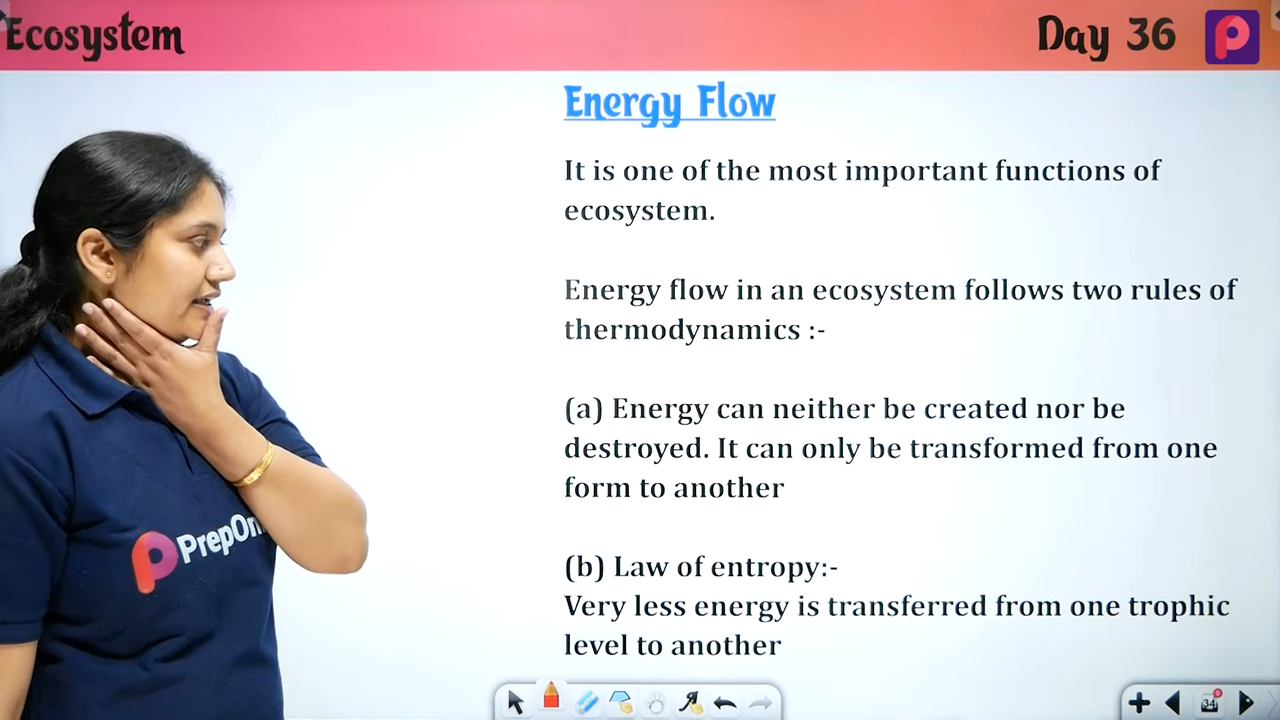 Ecosystem
Day 36
Energy Flow
It is one of the most important functions of
ecosystem.
Energy flow in an ecosystem follows two rules of
thermodynamics :-
(a) Energy can neither be created nor be
destroyed. It can only be transformed from one
form to another
(b) Law of entropy:-
Very less energy is transferred from one trophic
level to another
PrepOn
34